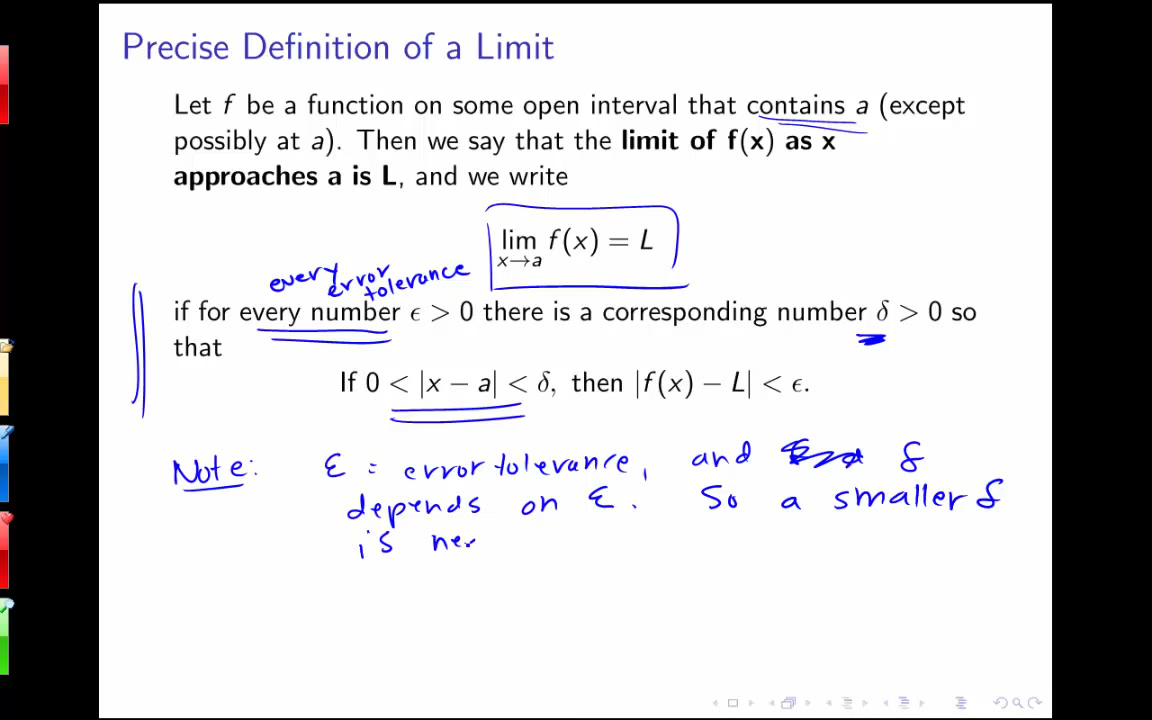 Precise Definition of a Limit
Let f be a function on some open interval that contains a (except
possibly at a). Then we say that the limit of f(x) as x
approaches a is L, and we write
lim f(x) = L
x→a
every error
tolerance
if for every number ϵ > 0 there is a corresponding number δ > 0 so
that
If 0 < |x − a| < δ, then |f(x) − L| < ϵ.
Note: ε = error tolerance, and δ
depends on ε. So a smaller δ
is